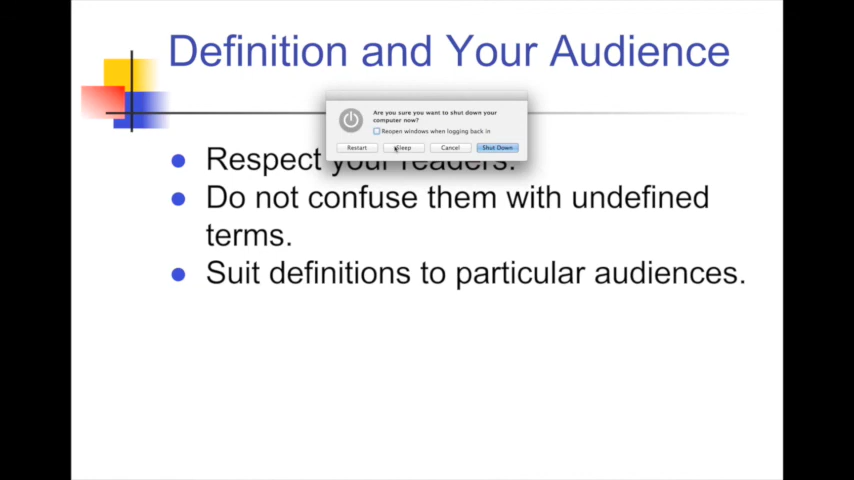 Definition and Your Audience
Are you sure you want to shut down your
computer now?
Reopen windows when logging back in
Restart
Sleep
Cancel
Shut Down
Respect your readers.
Do not confuse them with undefined
terms.
Suit definitions to particular audiences.